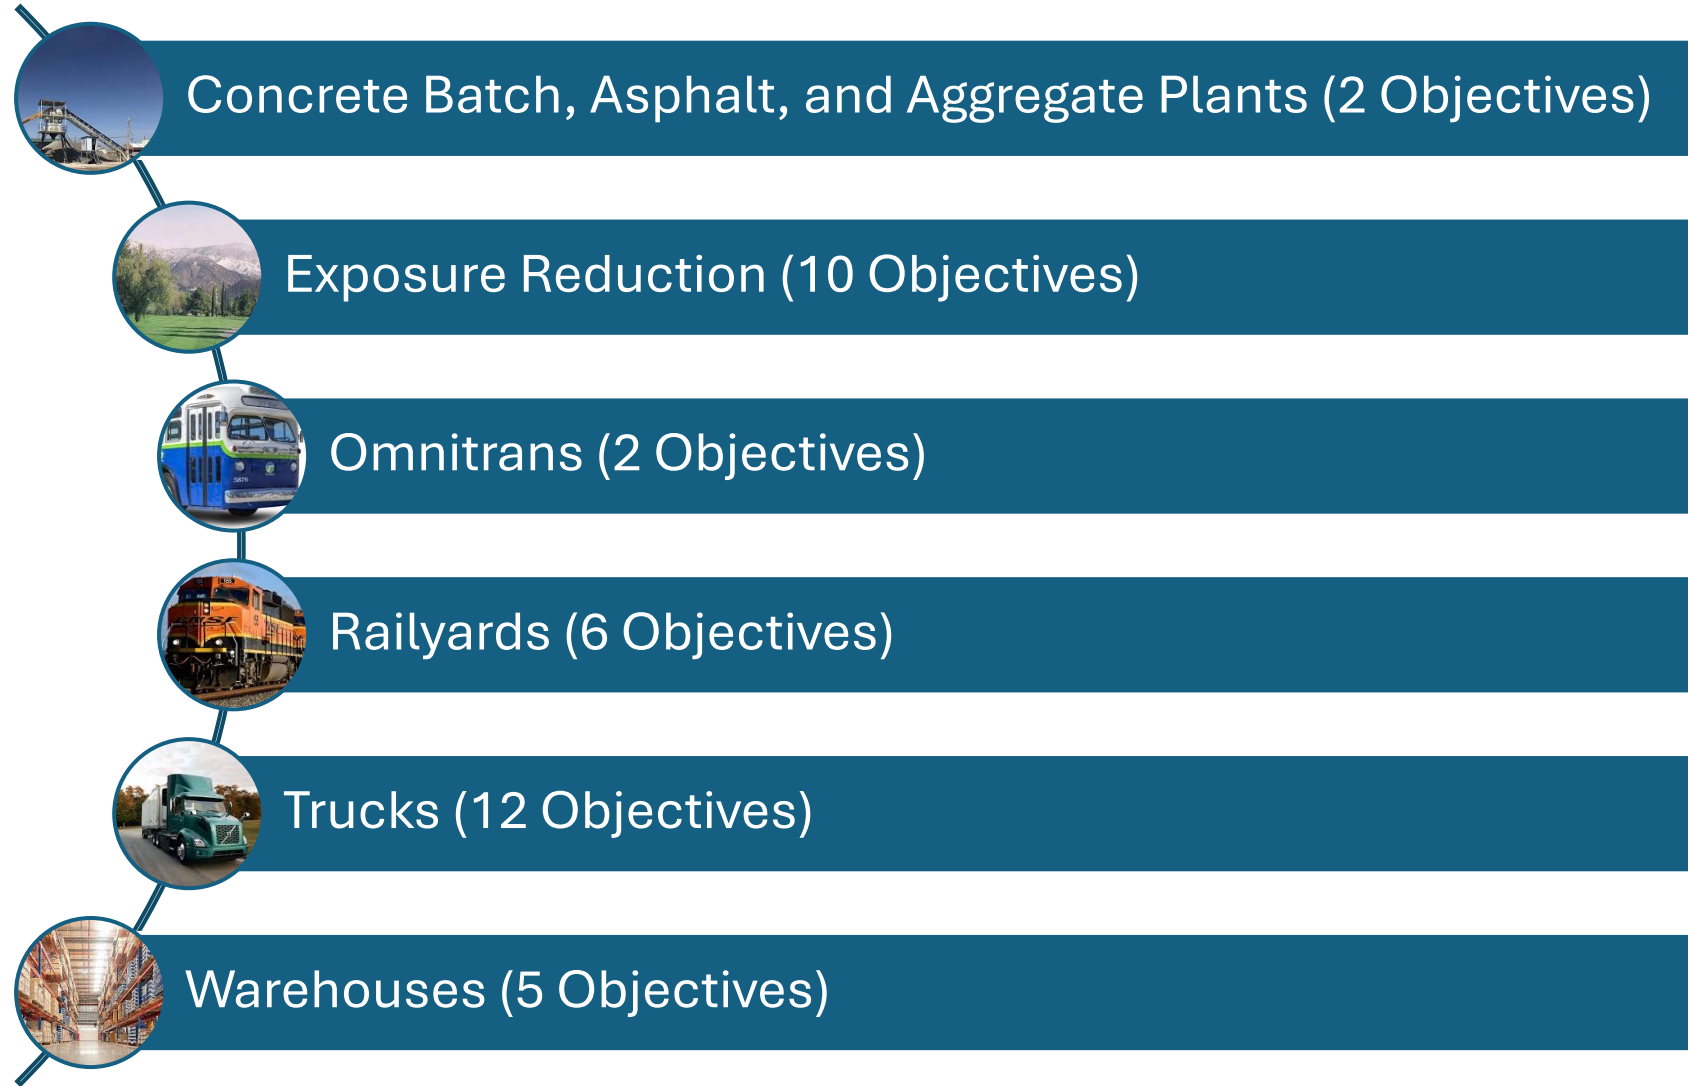 Concrete Batch, Asphalt, and Aggregate Plants (2 Objectives)
Exposure Reduction (10 Objectives)
Omnitrans (2 Objectives)
Railyards (6 Objectives)
Trucks (12 Objectives)
Warehouses (5 Objectives)